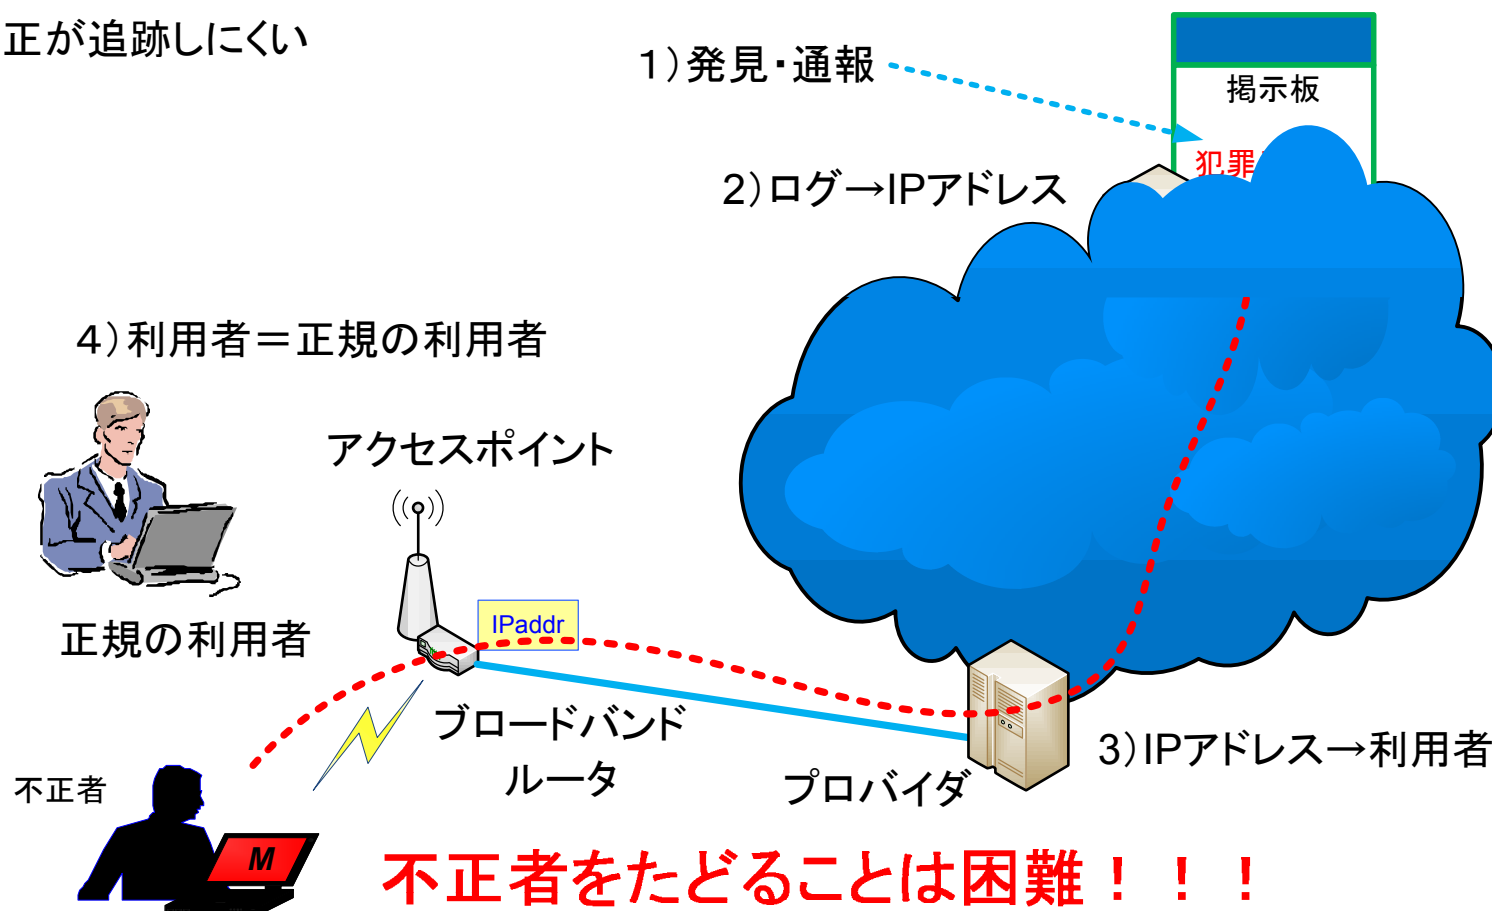 正が追跡しにくい
1）発見・通報
掲示板
犯罪
2）ログ→IPアドレス
4）利用者＝正規の利用者
アクセスポイント
正規の利用者
IPaddr
ブロードバンド
ルータ
プロバイダ
3）IPアドレス→利用者
不正者
M
不正者をたどることは困難！！！